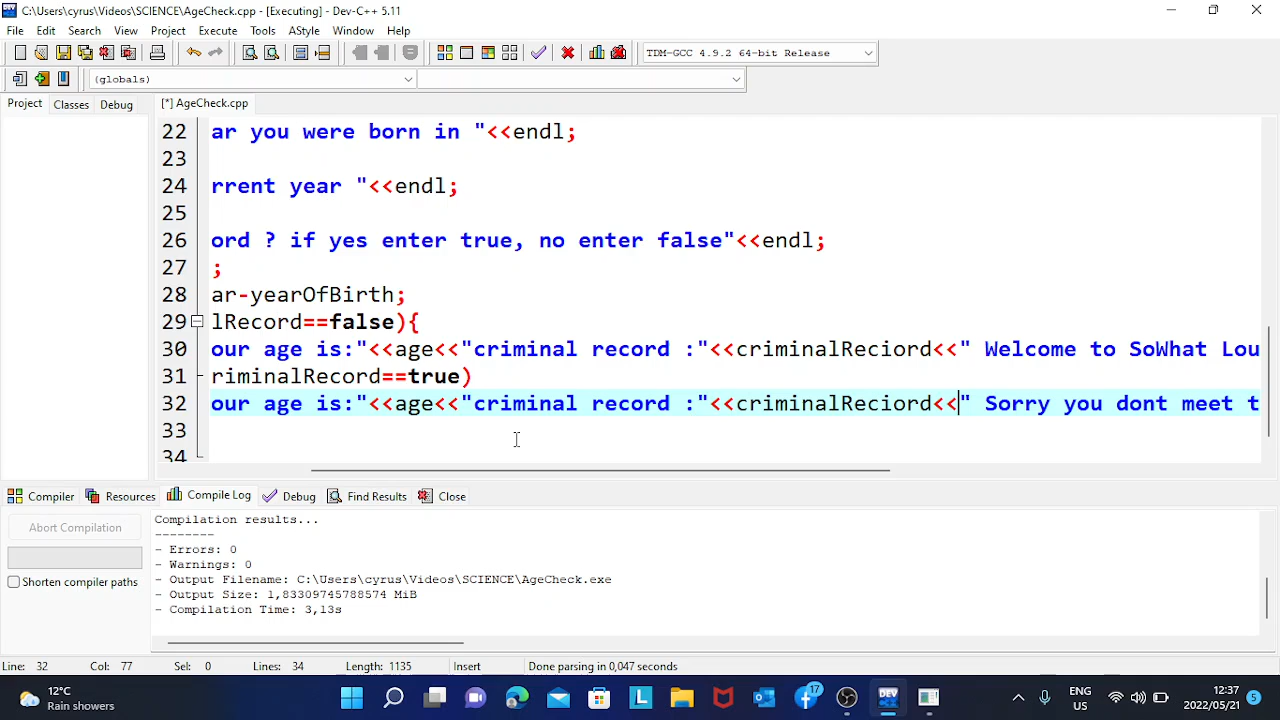 C:\Users\cyrus\Videos\SCIENCE\AgeCheck.cpp - [Executing] - Dev-C++ 5.11
File Edit Search View Project Execute Tools AStyle Window Help
TDM-GCC 4.9.2 64-bit Release
(globals)
Project Classes Debug [*] AgeCheck.cpp
22 ar you were born in "<<endl;
23
24 rrent year "<<endl;
25
26 ord ? if yes enter true, no enter false"<<endl;
27 ;
28 ar-yearOfBirth;
29 lRecord==false){
30 our age is:"<<age<<"criminal record :"<<criminalReciord<<" Welcome to SoWhat Lou
31 riminalRecord==true)
32 our age is:"<<age<<"criminal record :"<<criminalReciord<<" Sorry you dont meet t
33
34
Compiler Resources Compile Log Debug Find Results Close
Abort Compilation
Shorten compiler paths
Compilation results...
--------
- Errors: 0
- Warnings: 0
- Output Filename: C:\Users\cyrus\Videos\SCIENCE\AgeCheck.exe
- Output Size: 1,83309745788574 MiB
- Compilation Time: 3,13s
Line: 32 Col: 77 Sel: 0 Lines: 34 Length: 1135 Insert Done parsing in 0,047 seconds
12°C
Rain showers
L
17
DEV
ENG
US
12:37
2022/05/21
5